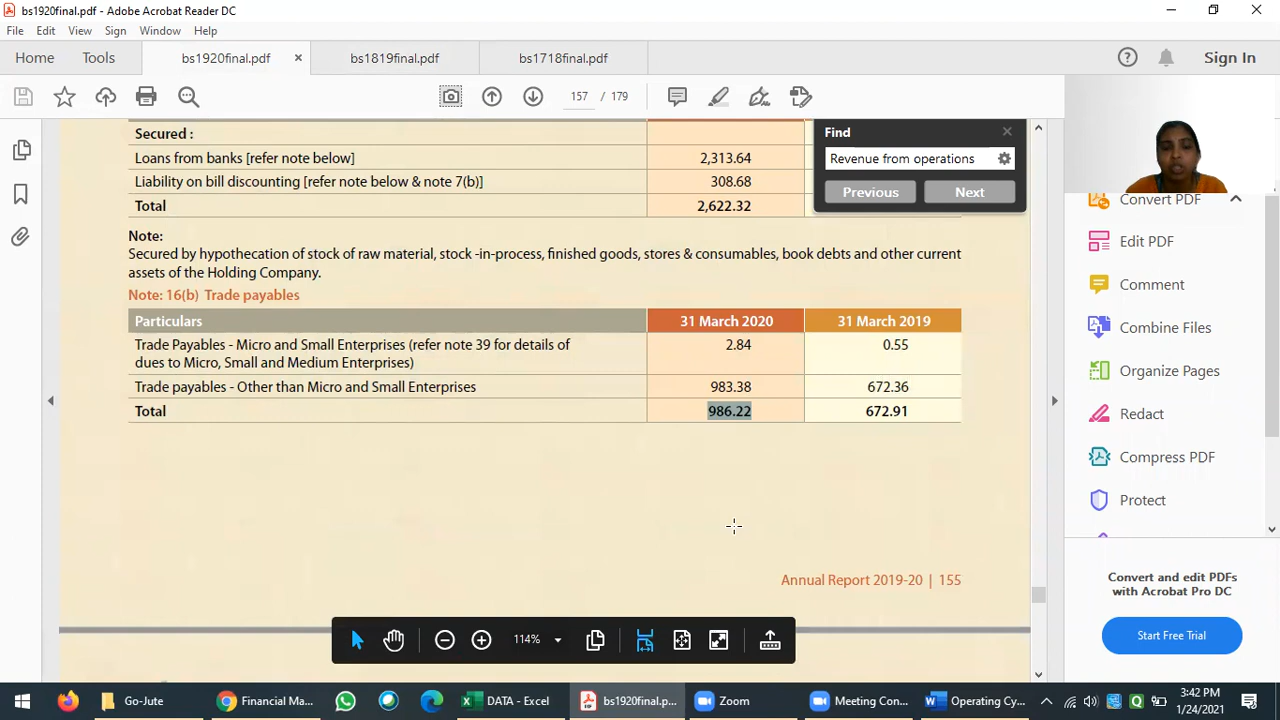 bs1920final.pdf - Adobe Acrobat Reader DC
File Edit View Sign Window Help
Home Tools bs1920final.pdf × bs1819final.pdf bs1718final.pdf Sign In
157 / 179
Find
Revenue from operations
Previous Next
Secured :
Loans from banks [refer note below] 2,313.64
Liability on bill discounting [refer note below & note 7(b)] 308.68
Total 2,622.32
Note:
Secured by hypothecation of stock of raw material, stock -in-process, finished goods, stores & consumables, book debts and other current
assets of the Holding Company.
Note: 16(b) Trade payables
Particulars 31 March 2020 31 March 2019
Trade Payables - Micro and Small Enterprises (refer note 39 for details of 2.84 0.55
dues to Micro, Small and Medium Enterprises)
Trade payables - Other than Micro and Small Enterprises 983.38 672.36
Total 986.22 672.91
Annual Report 2019-20 | 155
114%
Convert PDF
Edit PDF
Comment
Combine Files
Organize Pages
Redact
Compress PDF
Protect
Convert and edit PDFs
with Acrobat Pro DC
Start Free Trial
Go-Jute Financial Ma... DATA - Excel bs1920final.p... Zoom Meeting Con... Operating Cy...
3:42 PM
1/24/2021